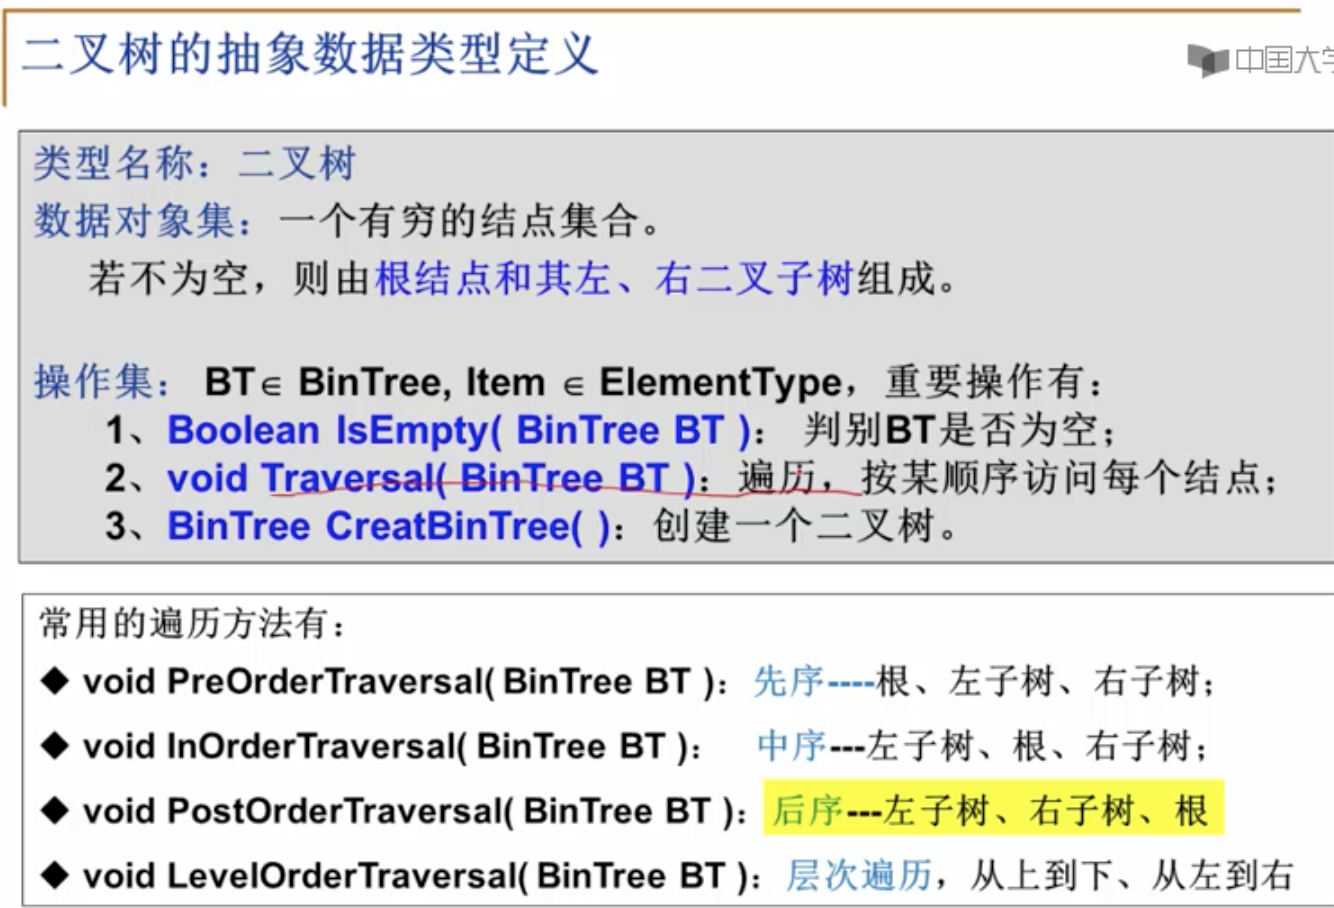 二叉树的抽象数据类型定义
中国大学
类型名称：二叉树
数据对象集：一个有穷的结点集合。
若不为空，则由根结点和其左、右二叉子树组成。
操作集： BT∈ BinTree, Item ∈ ElementType，重要操作有：
1、Boolean IsEmpty( BinTree BT )： 判别BT是否为空；
2、void Traversal( BinTree BT )：遍历，按某顺序访问每个结点；
3、BinTree CreatBinTree( )：创建一个二叉树。
常用的遍历方法有：
◆ void PreOrderTraversal( BinTree BT )：先序----根、左子树、右子树；
◆ void InOrderTraversal( BinTree BT )： 中序---左子树、根、右子树；
◆ void PostOrderTraversal( BinTree BT )：后序---左子树、右子树、根
◆ void LevelOrderTraversal( BinTree BT )：层次遍历，从上到下、从左到右